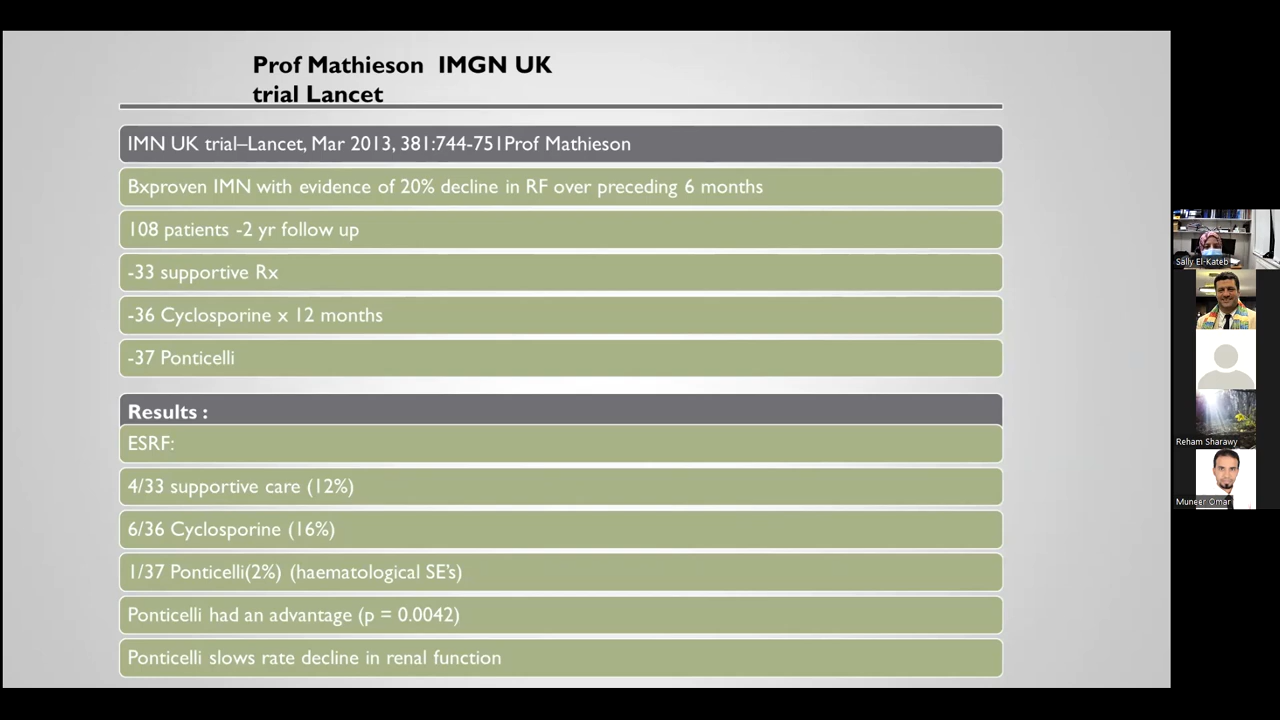 Prof Mathieson IMGN UK
trial Lancet
IMN UK trial–Lancet, Mar 2013, 381:744-751Prof Mathieson
Bxproven IMN with evidence of 20% decline in RF over preceding 6 months
108 patients -2 yr follow up
-33 supportive Rx
-36 Cyclosporine x 12 months
-37 Ponticelli
Results :
ESRF:
4/33 supportive care (12%)
6/36 Cyclosporine (16%)
1/37 Ponticelli(2%) (haematological SE's)
Ponticelli had an advantage (p = 0.0042)
Ponticelli slows rate decline in renal function
Sally El-Kateb
Reham Sharawy
Muneer Omar